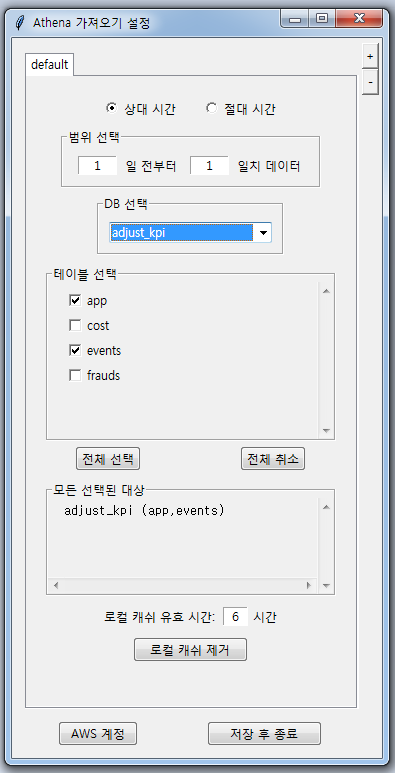 Athena 가져오기 설정
default
+
-
상대 시간 절대 시간
범위 선택
1 일 전부터 1 일치 데이터
DB 선택
adjust_kpi
테이블 선택
app
cost
events
frauds
전체 선택 전체 취소
모든 선택된 대상
adjust_kpi (app,events)
로컬 캐쉬 유효 시간: 6 시간
로컬 캐쉬 제거
AWS 계정 저장 후 종료